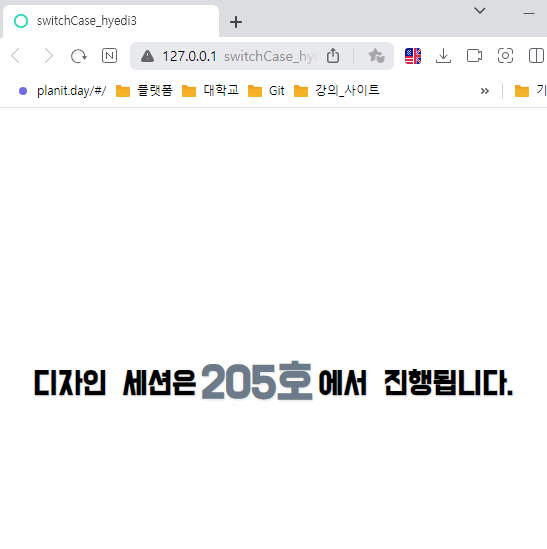 switchCase_hyedi3
127.0.0.1 switchCase_hye
planit.day/#/ 플랫폼 대학교 Git 강의_사이트 » 기
디자인 세션은 205호에서 진행됩니다.